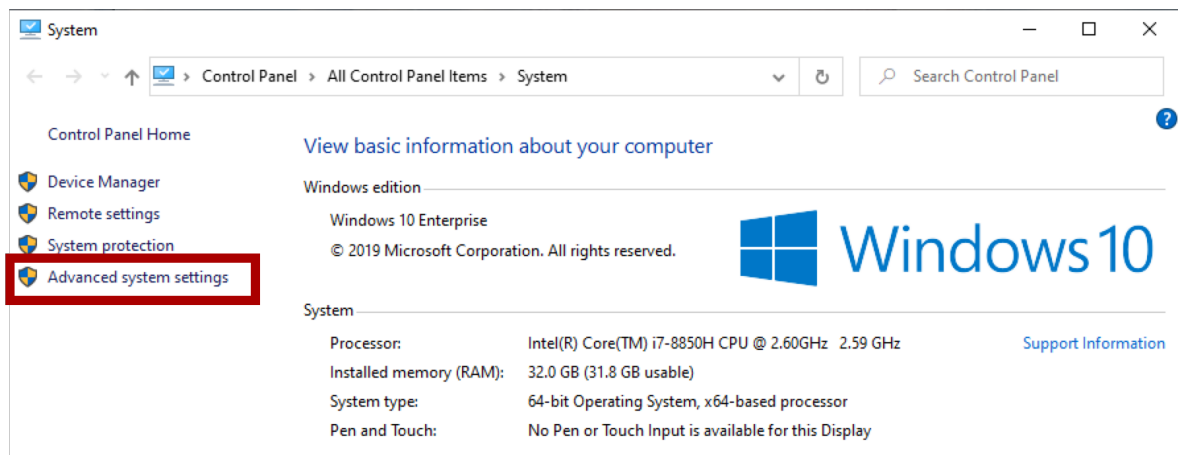 System
Control Panel > All Control Panel Items > System
Search Control Panel
?
Control Panel Home
Device Manager
Remote settings
System protection
Advanced system settings
View basic information about your computer
Windows edition
Windows 10 Enterprise
© 2019 Microsoft Corporation. All rights reserved.
Windows 10
System
Processor: Intel(R) Core(TM) i7-8850H CPU @ 2.60GHz 2.59 GHz
Support Information
Installed memory (RAM): 32.0 GB (31.8 GB usable)
System type: 64-bit Operating System, x64-based processor
Pen and Touch: No Pen or Touch Input is available for this Display